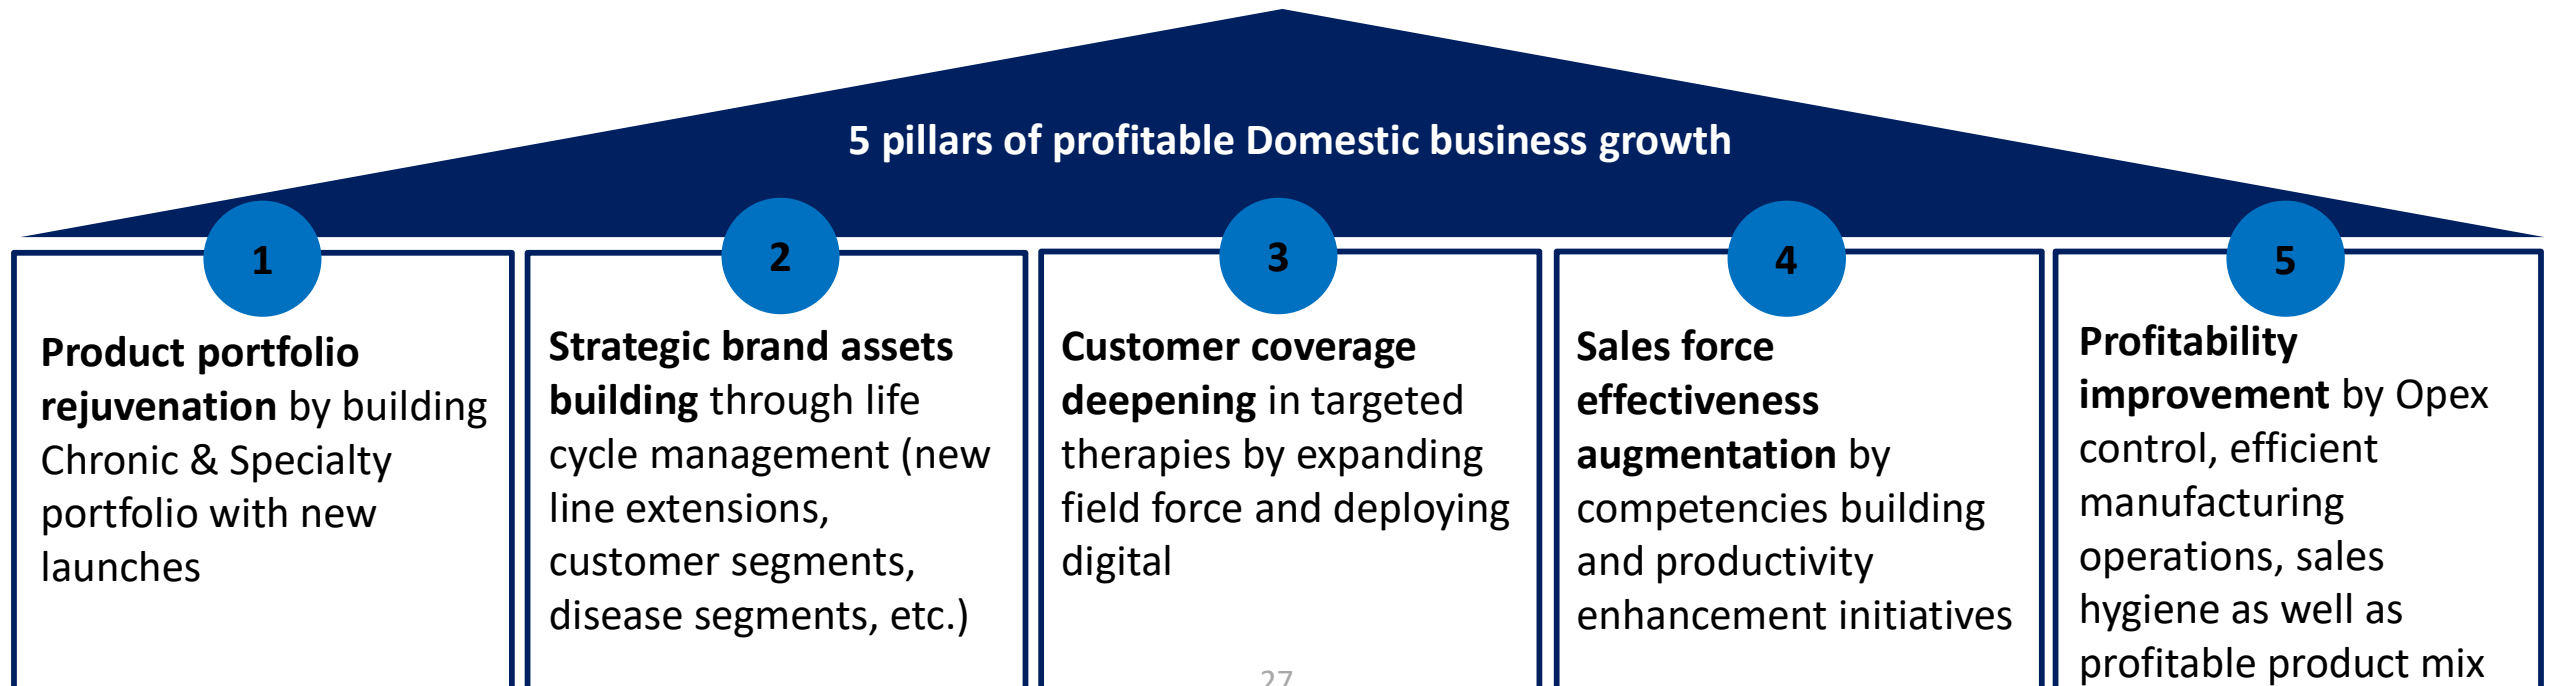 5 pillars of profitable Domestic business growth
1
Product portfolio
rejuvenation by building
Chronic & Specialty
portfolio with new
launches
2
Strategic brand assets
building through life
cycle management (new
line extensions,
customer segments,
disease segments, etc.)
3
Customer coverage
deepening in targeted
therapies by expanding
field force and deploying
digital
4
Sales force
effectiveness
augmentation by
competencies building
and productivity
enhancement initiatives
5
Profitability
improvement by Opex
control, efficient
manufacturing
operations, sales
hygiene as well as
profitable product mix
27